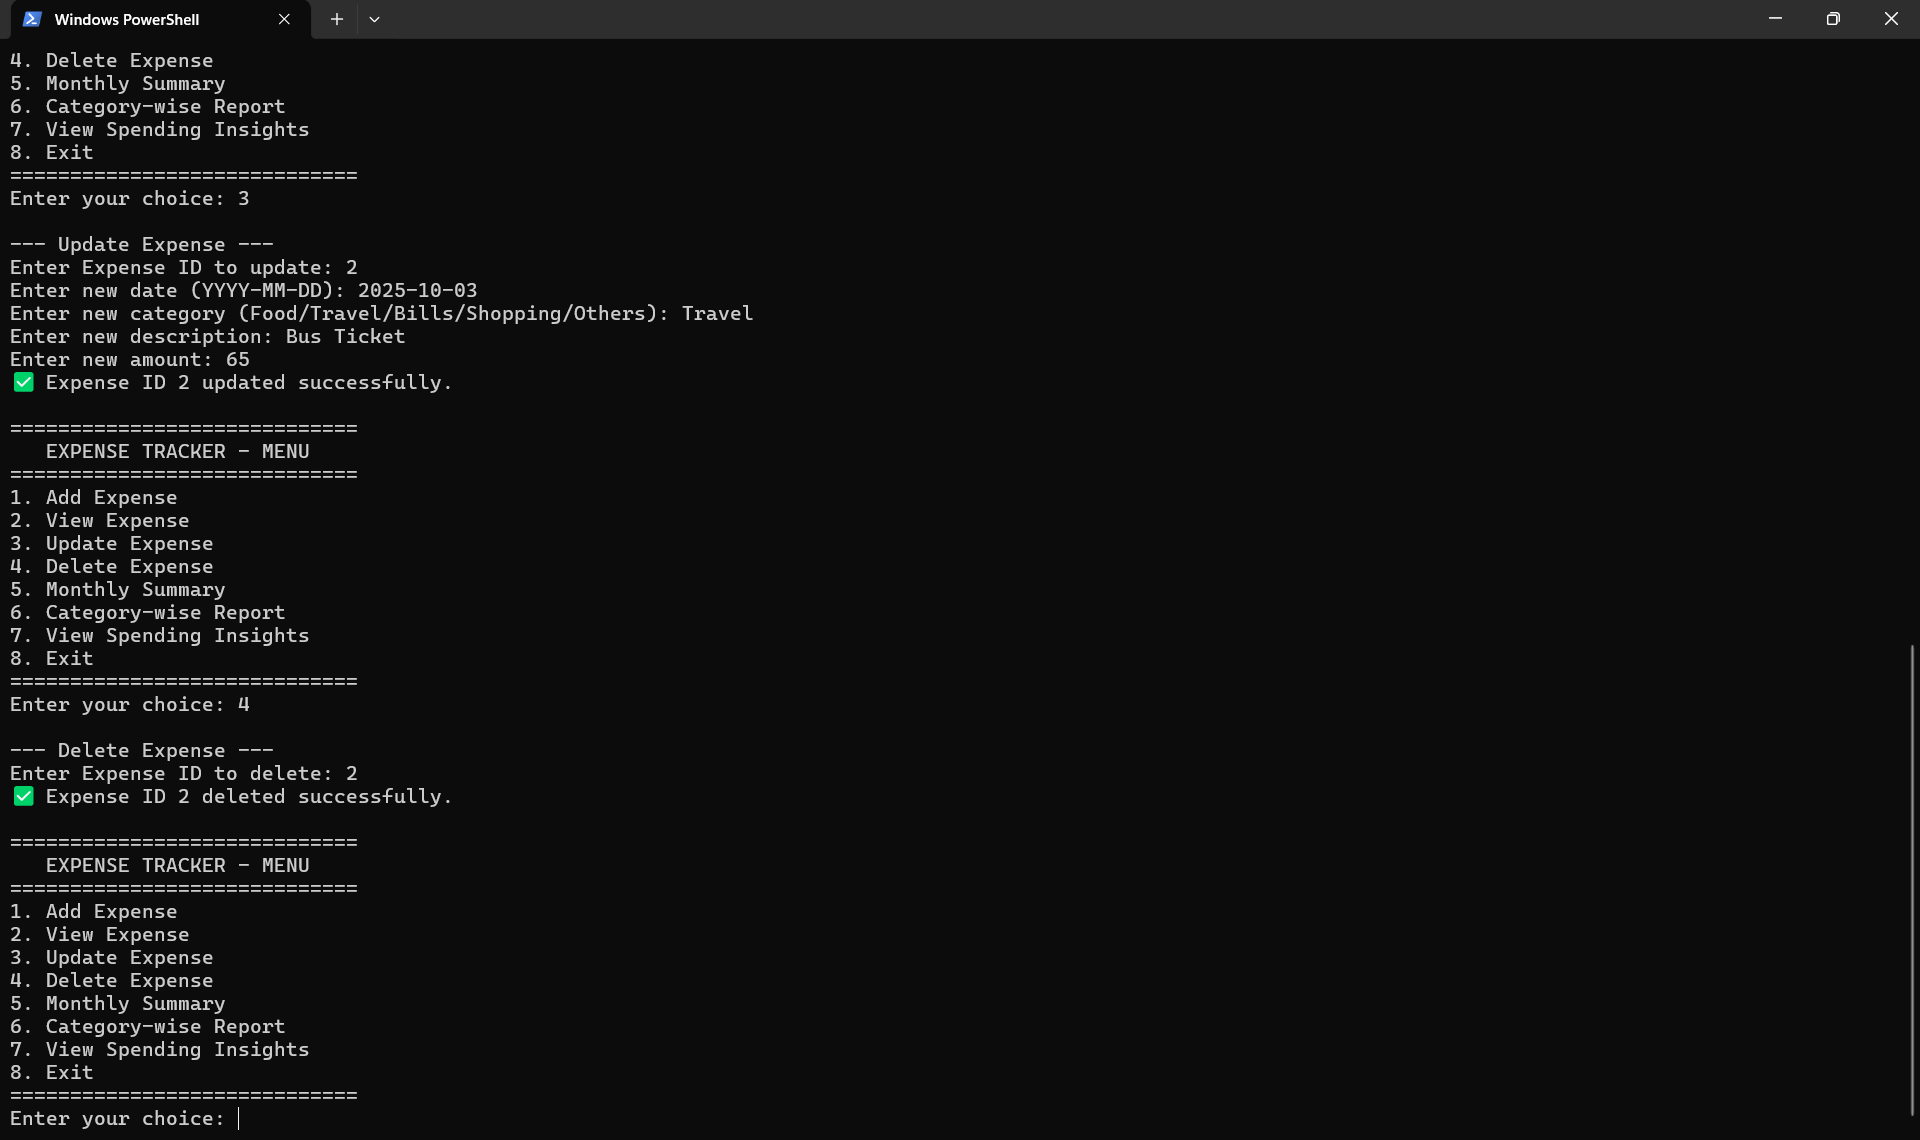 Windows PowerShell
4. Delete Expense
5. Monthly Summary
6. Category-wise Report
7. View Spending Insights
8. Exit
=============================
Enter your choice: 3

--- Update Expense ---
Enter Expense ID to update: 2
Enter new date (YYYY-MM-DD): 2025-10-03
Enter new category (Food/Travel/Bills/Shopping/Others): Travel
Enter new description: Bus Ticket
Enter new amount: 65
✅ Expense ID 2 updated successfully.

=============================
   EXPENSE TRACKER - MENU
=============================
1. Add Expense
2. View Expense
3. Update Expense
4. Delete Expense
5. Monthly Summary
6. Category-wise Report
7. View Spending Insights
8. Exit
=============================
Enter your choice: 4

--- Delete Expense ---
Enter Expense ID to delete: 2
✅ Expense ID 2 deleted successfully.

=============================
   EXPENSE TRACKER - MENU
=============================
1. Add Expense
2. View Expense
3. Update Expense
4. Delete Expense
5. Monthly Summary
6. Category-wise Report
7. View Spending Insights
8. Exit
=============================
Enter your choice: